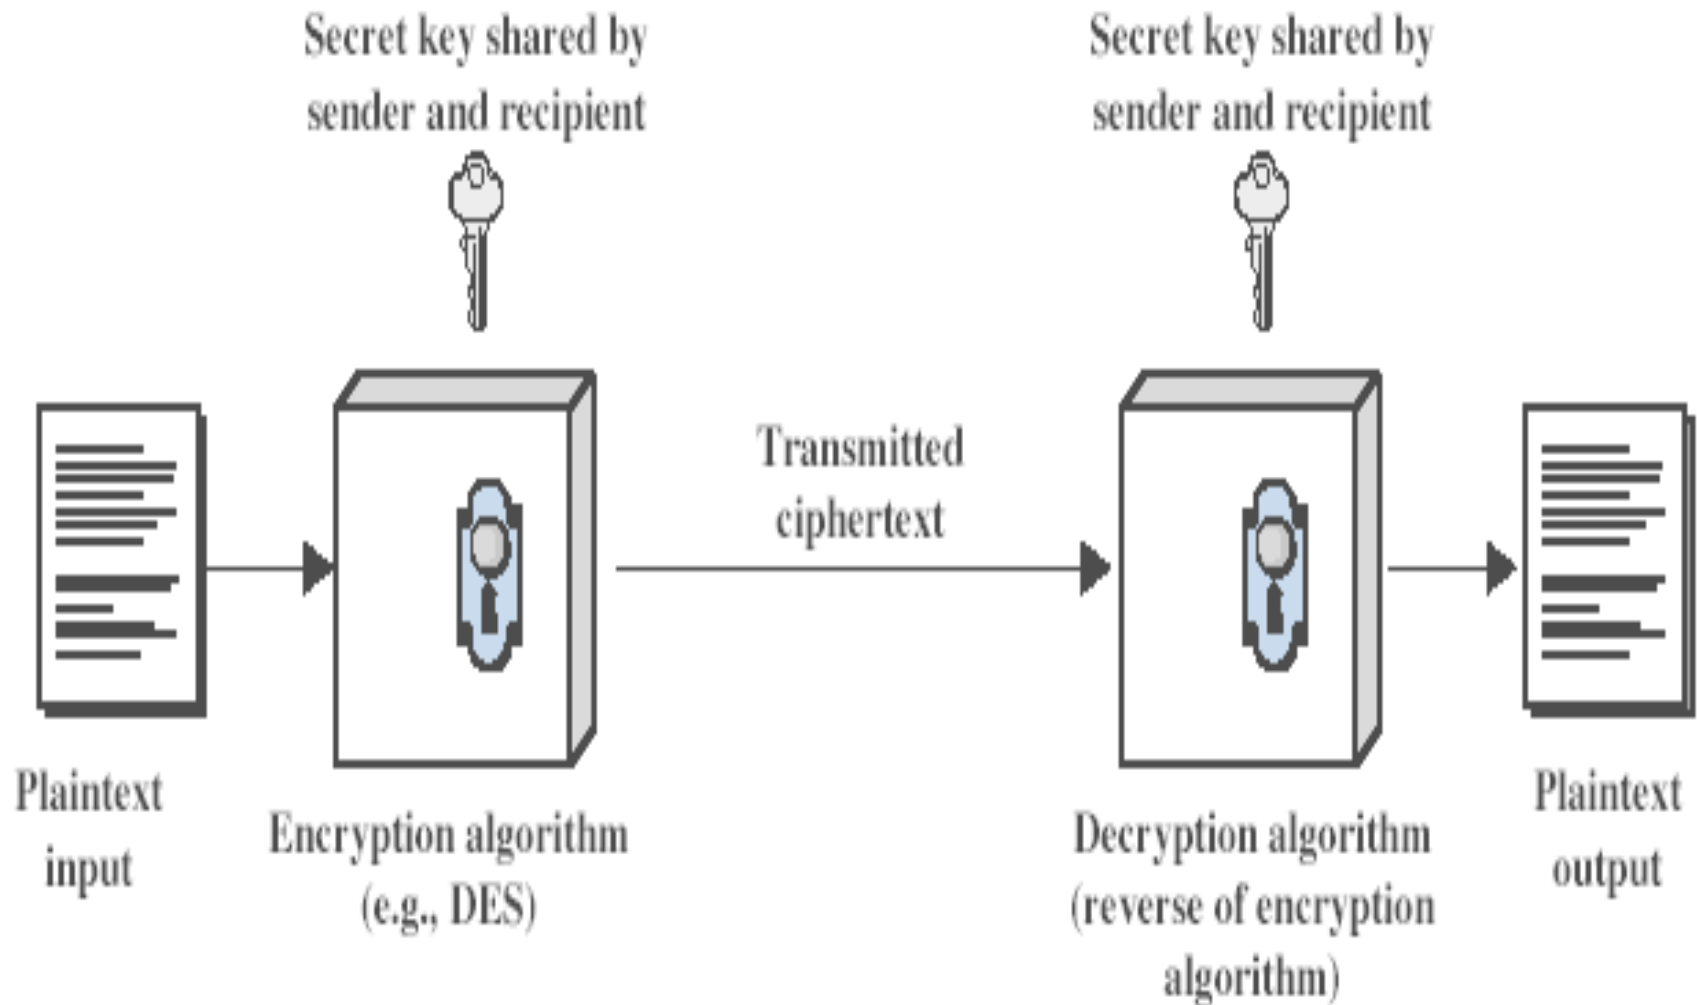 Secret key shared by
sender and recipient
Secret key shared by
sender and recipient
Transmitted
ciphertext
Plaintext
input
Encryption algorithm
(e.g., DES)
Decryption algorithm
(reverse of encryption
algorithm)
Plaintext
output